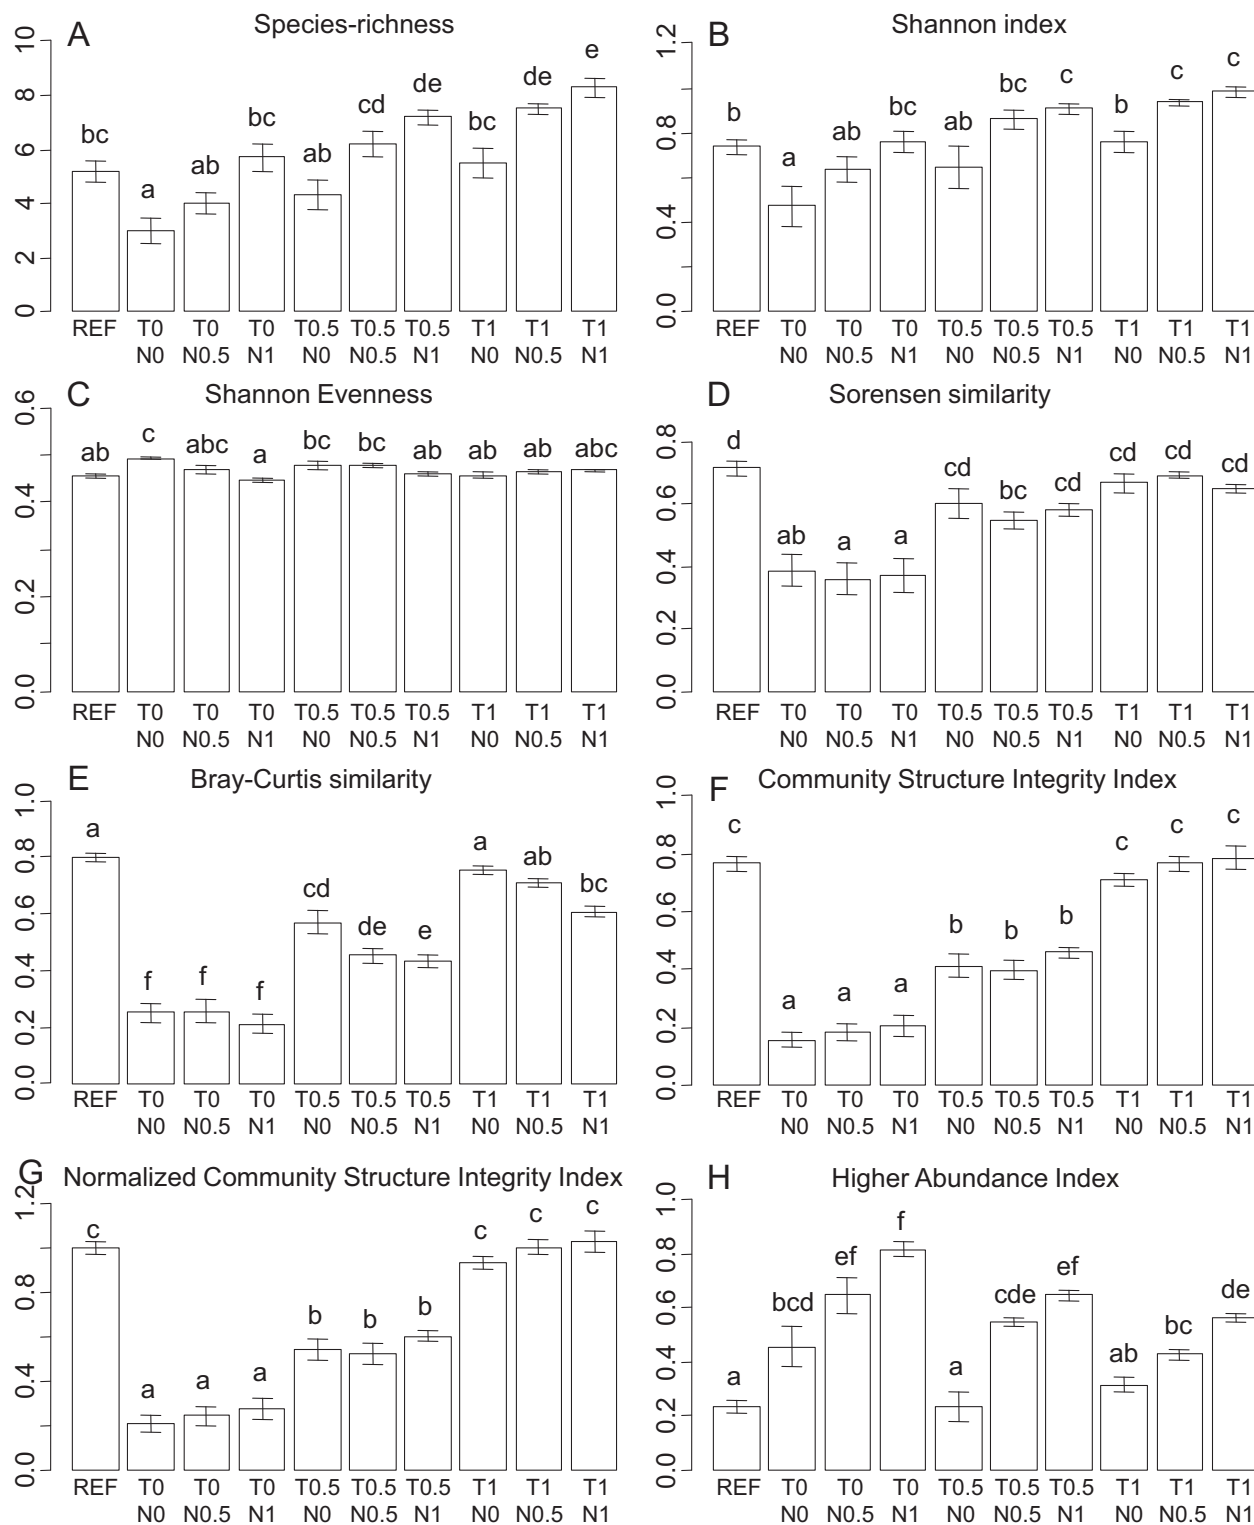 A Species-richness
10
8
6
4
2
0
bc a ab bc ab cd de bc de e
REF T0 T0 T0 T0.5 T0.5 T0.5 T1 T1 T1
N0 N0.5 N1 N0 N0.5 N1 N0 N0.5 N1
B Shannon index
1.2
0.8
0.4
0.0
b a ab bc ab bc c b c c
REF T0 T0 T0 T0.5 T0.5 T0.5 T1 T1 T1
N0 N0.5 N1 N0 N0.5 N1 N0 N0.5 N1
C Shannon Evenness
0.6
0.4
0.2
0.0
ab c abc a bc bc ab ab ab abc
REF T0 T0 T0 T0.5 T0.5 T0.5 T1 T1 T1
N0 N0.5 N1 N0 N0.5 N1 N0 N0.5 N1
D Sorensen similarity
0.8
0.6
0.4
0.2
0.0
d ab a a cd bc cd cd cd cd
REF T0 T0 T0 T0.5 T0.5 T0.5 T1 T1 T1
N0 N0.5 N1 N0 N0.5 N1 N0 N0.5 N1
E Bray-Curtis similarity
1.0
0.8
0.6
0.4
0.2
0.0
a f f f cd de e a ab bc
REF T0 T0 T0 T0.5 T0.5 T0.5 T1 T1 T1
N0 N0.5 N1 N0 N0.5 N1 N0 N0.5 N1
F Community Structure Integrity Index
1.0
0.8
0.6
0.4
0.2
0.0
c a a a b b b c c c
REF T0 T0 T0 T0.5 T0.5 T0.5 T1 T1 T1
N0 N0.5 N1 N0 N0.5 N1 N0 N0.5 N1
G Normalized Community Structure Integrity Index
1.2
0.8
0.4
0.0
c a a a b b b c c c
REF T0 T0 T0 T0.5 T0.5 T0.5 T1 T1 T1
N0 N0.5 N1 N0 N0.5 N1 N0 N0.5 N1
H Higher Abundance Index
1.0
0.8
0.6
0.4
0.2
0.0
a bcd ef f a cde ef ab bc de
REF T0 T0 T0 T0.5 T0.5 T0.5 T1 T1 T1
N0 N0.5 N1 N0 N0.5 N1 N0 N0.5 N1